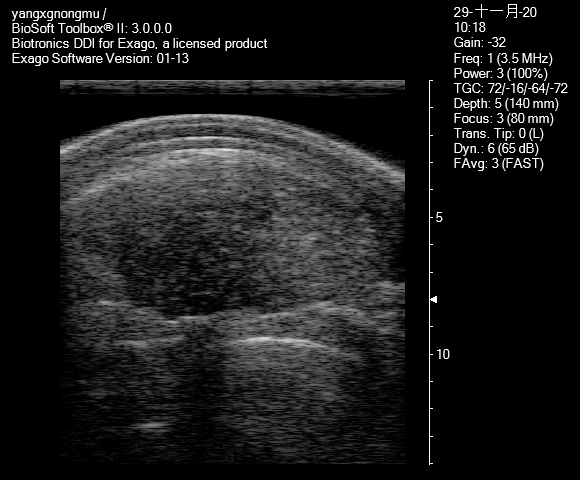 yangxgnongmu /
BioSoft Toolbox® II: 3.0.0.0
Biotronics DDI for Exago, a licensed product
Exago Software Version: 01-13
29-十一月-20
10:18
Gain: -32
Freq: 1 (3.5 MHz)
Power: 3 (100%)
TGC: 72/-16/-64/-72
Depth: 5 (140 mm)
Focus: 3 (80 mm)
Trans. Tip: 0 (L)
Dyn.: 6 (65 dB)
FAvg: 3 (FAST)
5
10